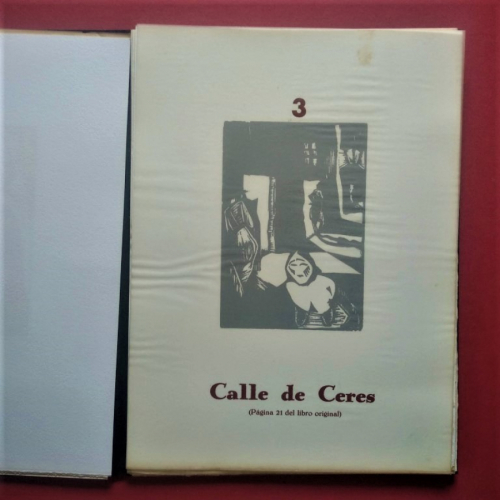 3
Calle de Ceres
(Página 21 del libro original)